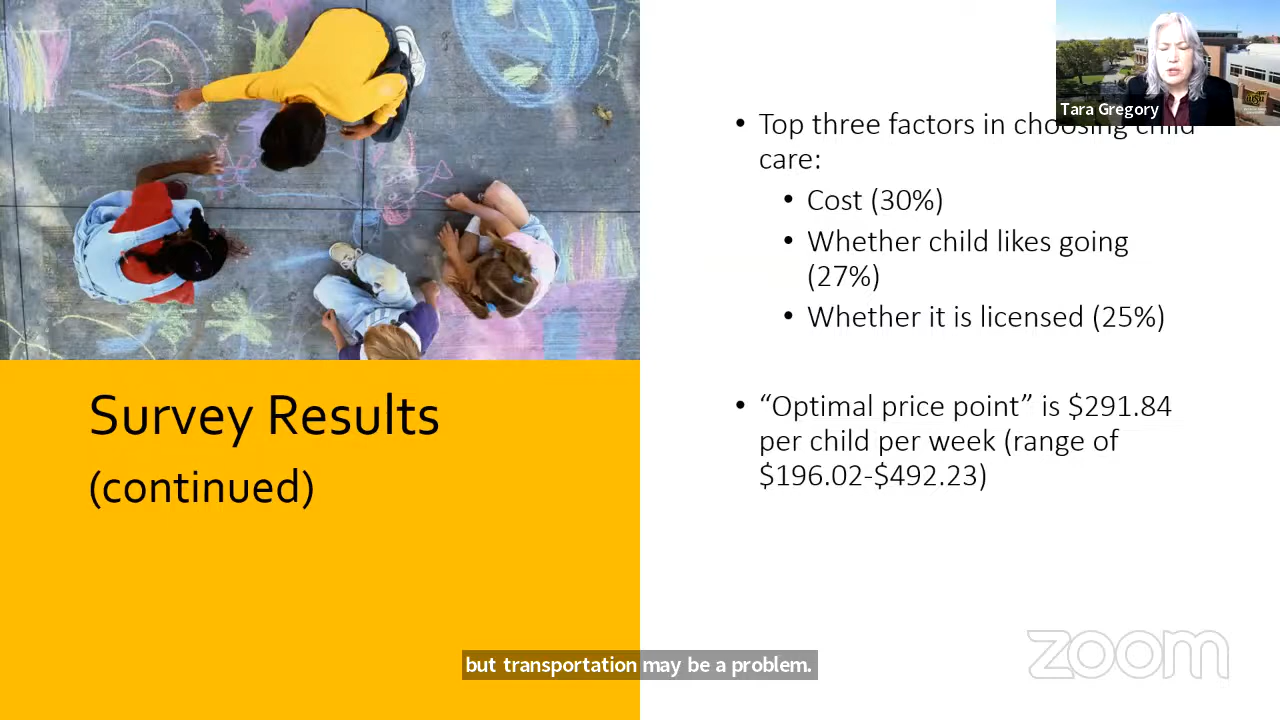 Tara Gregory
• Top three factors in choosing child
care:
• Cost (30%)
• Whether child likes going
(27%)
• Whether it is licensed (25%)
• “Optimal price point” is $291.84
per child per week (range of
$196.02-$492.23)
Survey Results
(continued)
but transportation may be a problem.
zoom